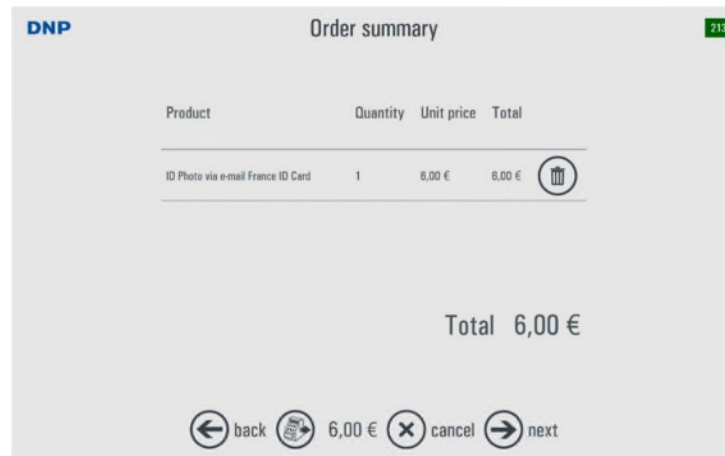 DNP
Order summary
213
Product Quantity Unit price Total
ID Photo via e-mail France ID Card 1 6,00 € 6,00 €
Total 6,00 €
back 6,00 € cancel next